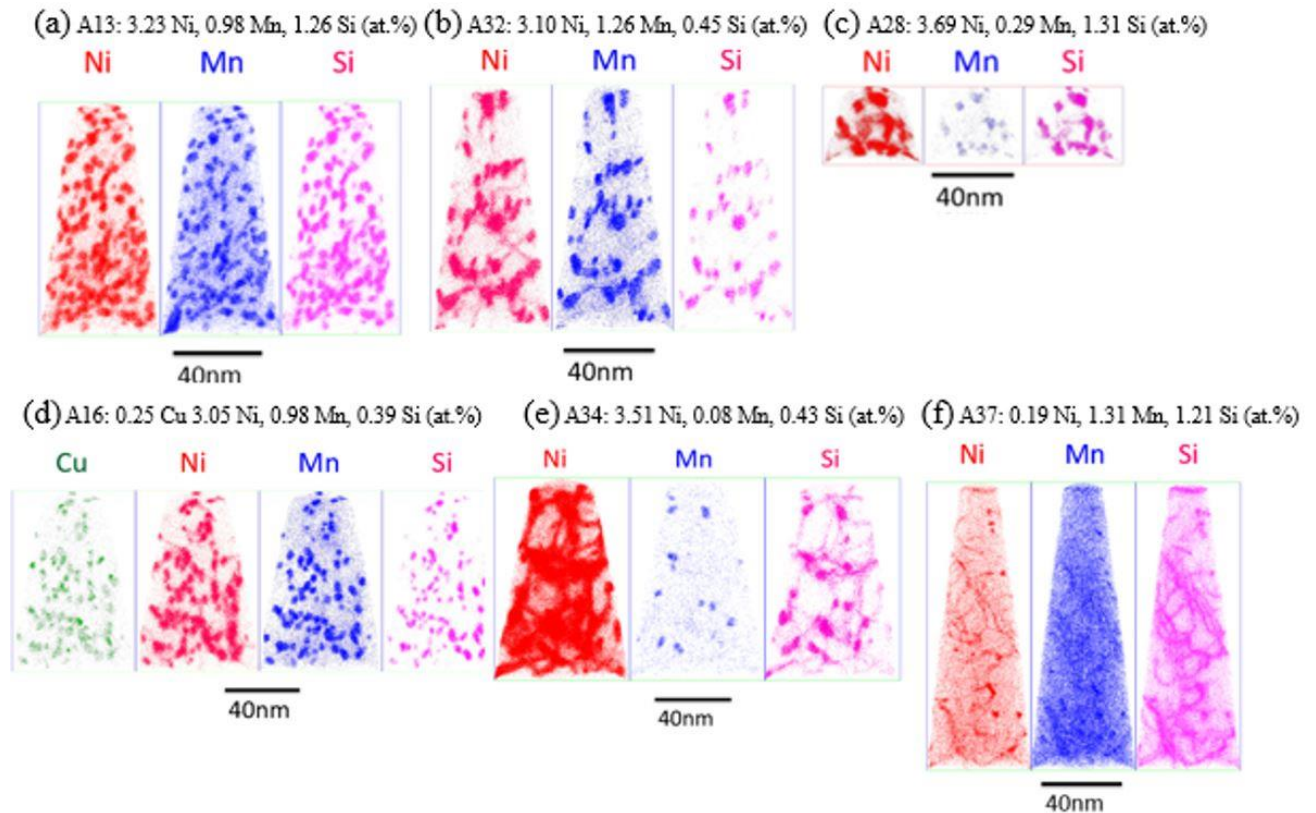 (a) A13: 3.23 Ni, 0.98 Mn, 1.26 Si (at.%)
Ni Mn Si
40nm
(b) A32: 3.10 Ni, 1.26 Mn, 0.45 Si (at.%)
Ni Mn Si
40nm
(c) A28: 3.69 Ni, 0.29 Mn, 1.31 Si (at.%)
Ni Mn Si
40nm
(d) A16: 0.25 Cu 3.05 Ni, 0.98 Mn, 0.39 Si (at.%)
Cu Ni Mn Si
40nm
(e) A34: 3.51 Ni, 0.08 Mn, 0.43 Si (at.%)
Ni Mn Si
40nm
(f) A37: 0.19 Ni, 1.31 Mn, 1.21 Si (at.%)
Ni Mn Si
40nm